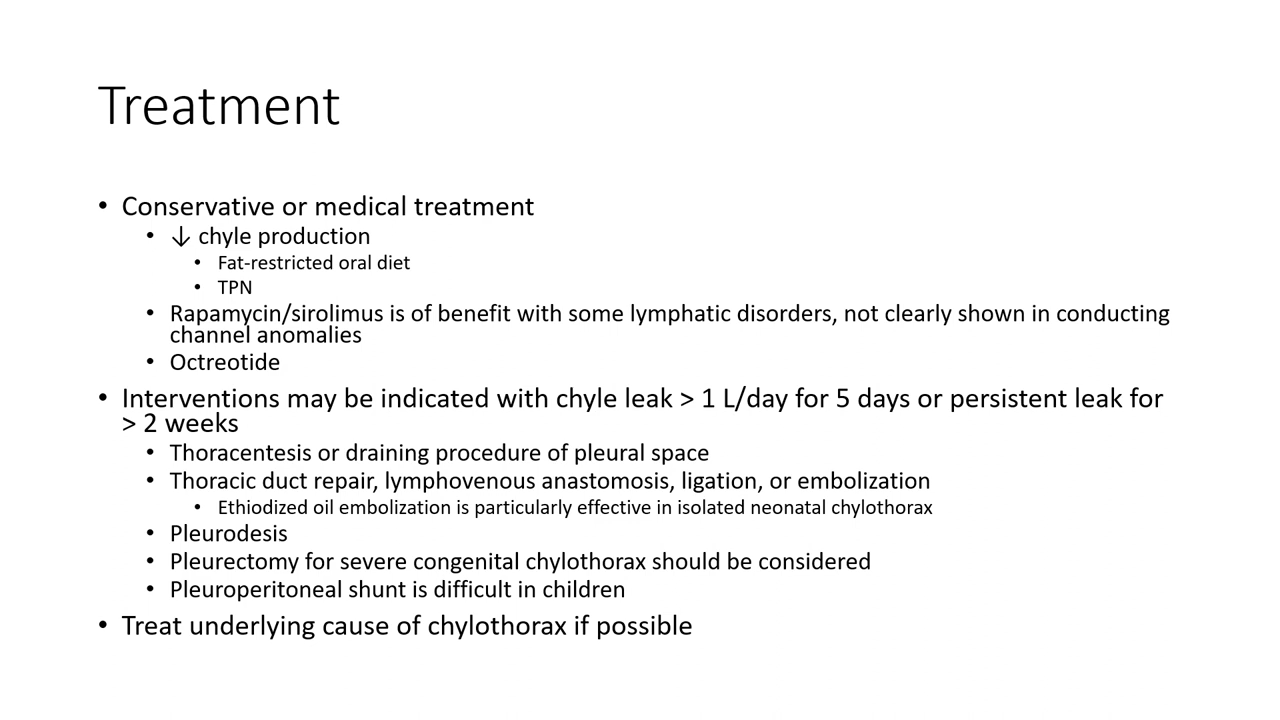 Treatment
• Conservative or medical treatment
• ↓ chyle production
• Fat-restricted oral diet
• TPN
• Rapamycin/sirolimus is of benefit with some lymphatic disorders, not clearly shown in conducting
channel anomalies
• Octreotide
• Interventions may be indicated with chyle leak > 1 L/day for 5 days or persistent leak for
> 2 weeks
• Thoracentesis or draining procedure of pleural space
• Thoracic duct repair, lymphovenous anastomosis, ligation, or embolization
• Ethiodized oil embolization is particularly effective in isolated neonatal chylothorax
• Pleurodesis
• Pleurectomy for severe congenital chylothorax should be considered
• Pleuroperitoneal shunt is difficult in children
• Treat underlying cause of chylothorax if possible